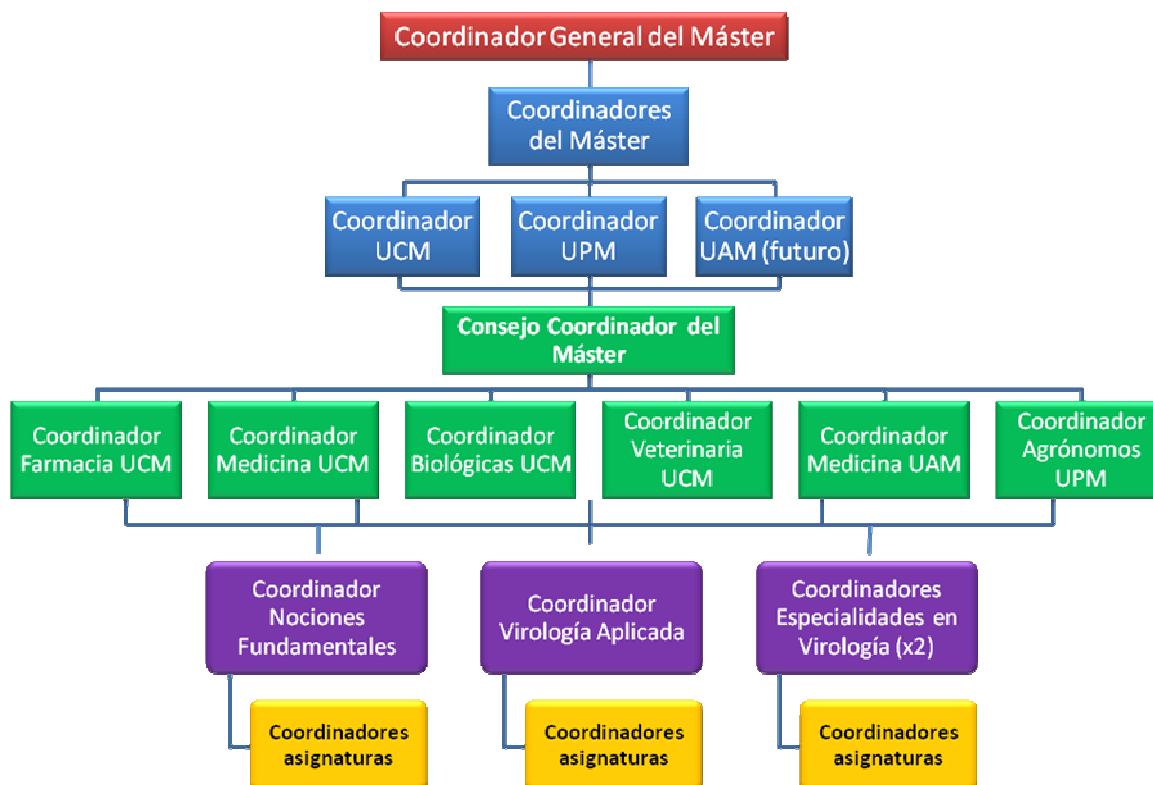 Coordinador General del Máster
Coordinadores
del Máster
Coordinador
UCM
Coordinador
UPM
Coordinador
UAM (futuro)
Consejo Coordinador del
Máster
Coordinador
Farmacia UCM
Coordinador
Medicina UCM
Coordinador
Biológicas UCM
Coordinador
Veterinaria
UCM
Coordinador
Medicina UAM
Coordinador
Agrónomos
UPM
Coordinador
Nociones
Fundamentales
Coordinador
Virología Aplicada
Coordinadores
Especialidades en
Virología (x2)
Coordinadores
asignaturas
Coordinadores
asignaturas
Coordinadores
asignaturas